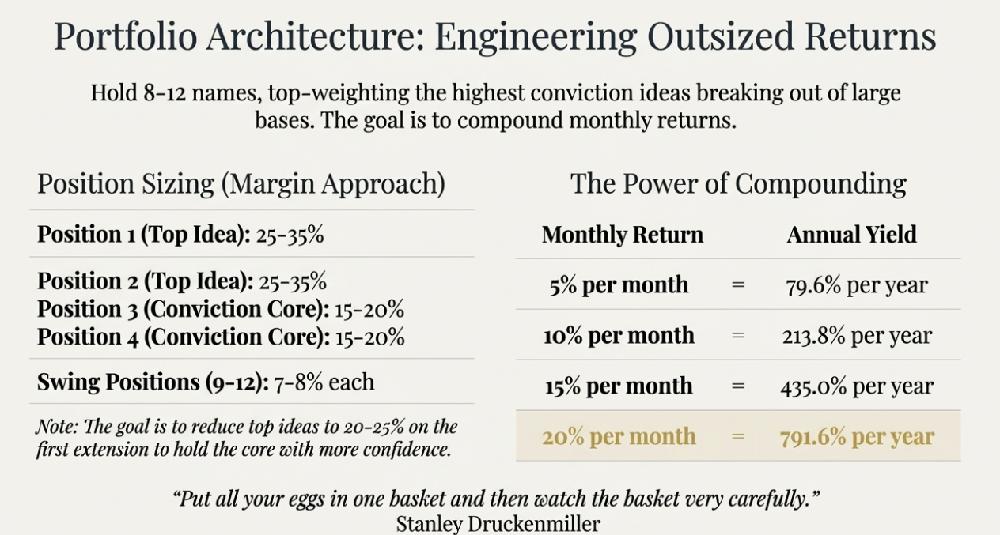 Portfolio Architecture: Engineering Outsized Returns
Hold 8–12 names, top-weighting the highest conviction ideas breaking out of large
bases. The goal is to compound monthly returns.
Position Sizing (Margin Approach)
Position 1 (Top Idea): 25–35%
Position 2 (Top Idea): 25–35%
Position 3 (Conviction Core): 15–20%
Position 4 (Conviction Core): 15–20%
Swing Positions (9–12): 7–8% each
Note: The goal is to reduce top ideas to 20–25% on the
first extension to hold the core with more confidence.
The Power of Compounding
Monthly Return Annual Yield
5% per month = 79.6% per year
10% per month = 213.8% per year
15% per month = 435.0% per year
20% per month = 791.6% per year
“Put all your eggs in one basket and then watch the basket very carefully.”
Stanley Druckenmiller